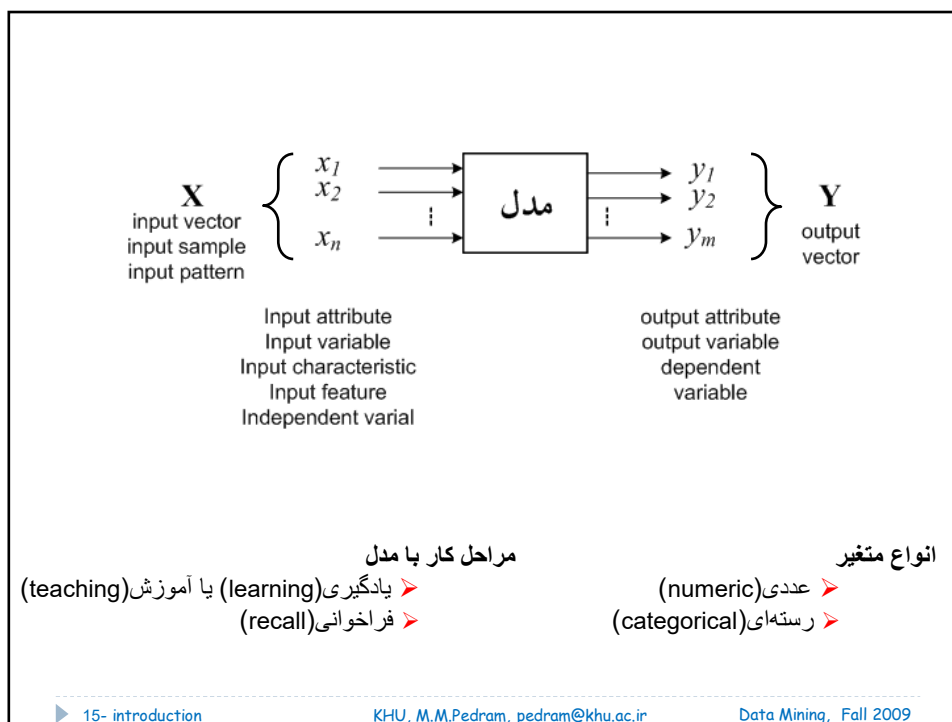 x1
x2
xn
X
input vector
input sample
input pattern
مدل
y1
y2
ym
Y
output
vector
Input attribute
Input variable
Input characteristic
Input feature
Independent varial
output attribute
output variable
dependent
variable
انواع متغیر
عددی(numeric)
رسته‌ای(categorical)
مراحل کار با مدل
یادگیری(learning) یا آموزش(teaching)
فراخوانی(recall)
15- introduction
KHU, M.M.Pedram, pedram@khu.ac.ir
Data Mining, Fall 2009